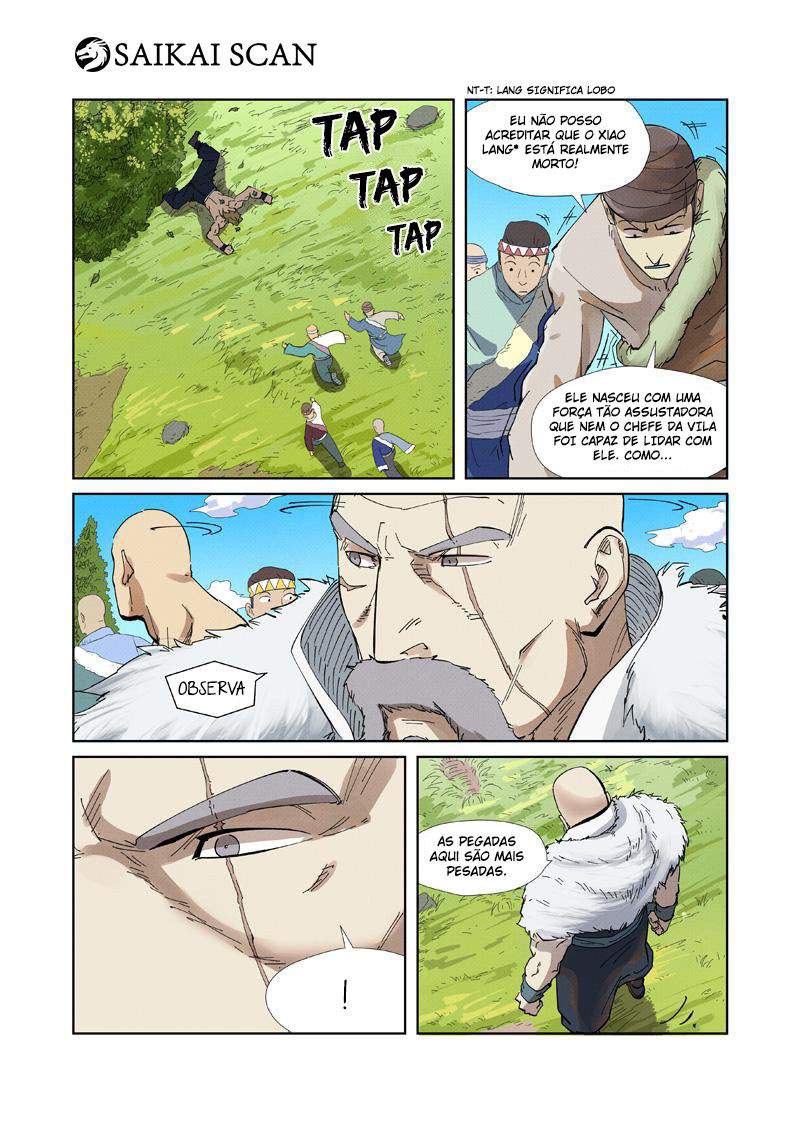 SAIKAI SCAN
NT-T: LANG SIGNIFICA LOBO
TAP
TAP
TAP
EU NÃO POSSO
ACREDITAR QUE O XIAO
LANG* ESTÁ REALMENTE
MORTO!
ELE NASCEU COM UMA
FORÇA TÃO ASSUSTADORA
QUE NEM O CHEFE DA VILA
FOI CAPAZ DE LIDAR COM
ELE. COMO...
OBSERVA
!
AS PEGADAS
AQUI SÃO MAIS
PESADAS.